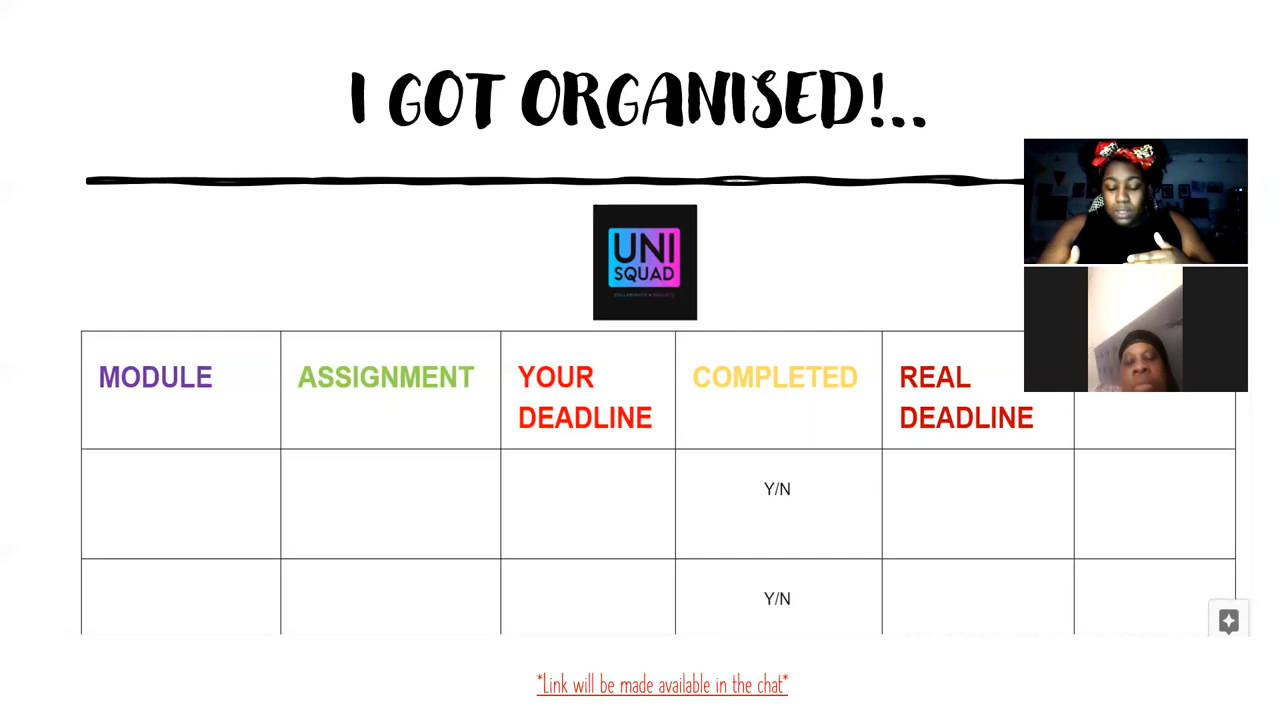 I GOT ORGANISED!...
UNI
SQUAD
COLLABORATE &
MODULE
ASSIGNMENT
YOUR
DEADLINE
COMPLETED
REAL
DEADLINE
Y/N
Y/N
*Link will be made available in the chat*